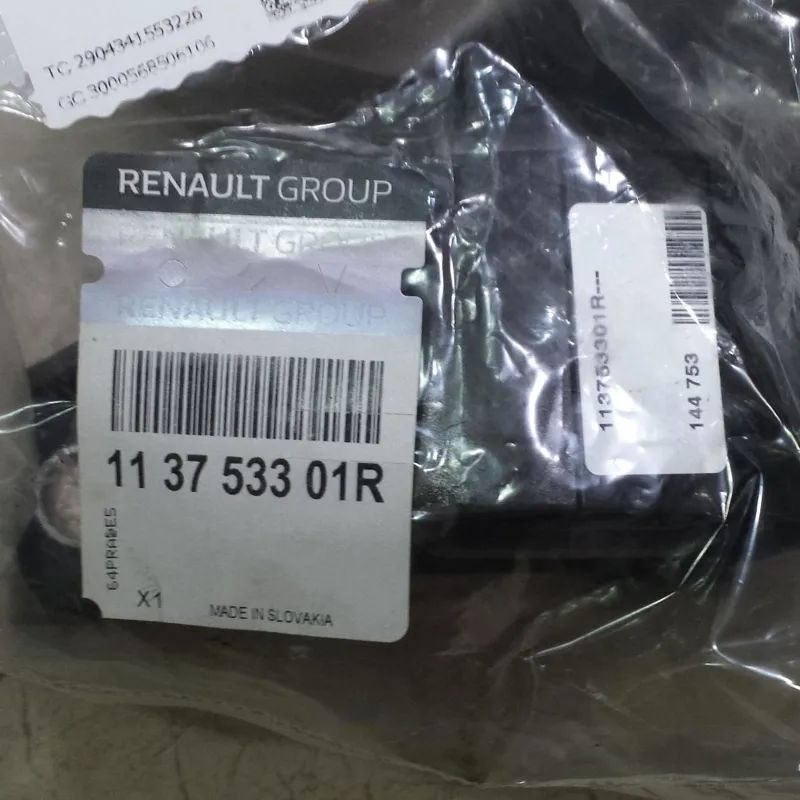 TC 2904341553226
GC 3000568506106
RENAULT GROUP
RENAULT GROUP
RENAULT GROUP
11 37 533 01R
X1
MADE IN SLOVAKIA
113753301R---
144 753